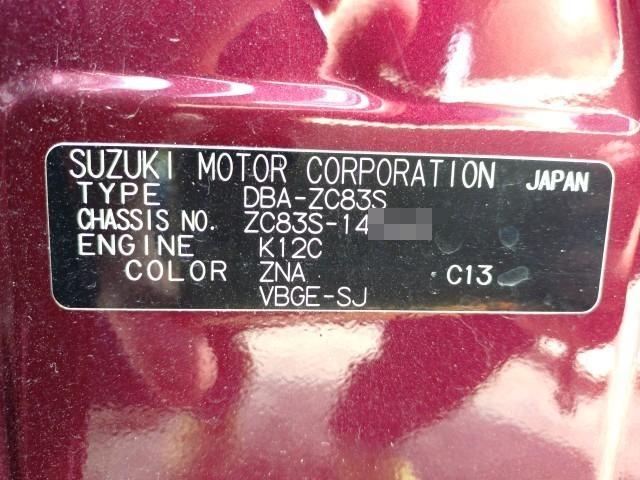 SUZUKI MOTOR CORPORATION JAPAN
TYPE DBA-ZC83S
CHASSIS NO. ZC83S-14
ENGINE K12C
COLOR ZNA C13
VBGE-SJ